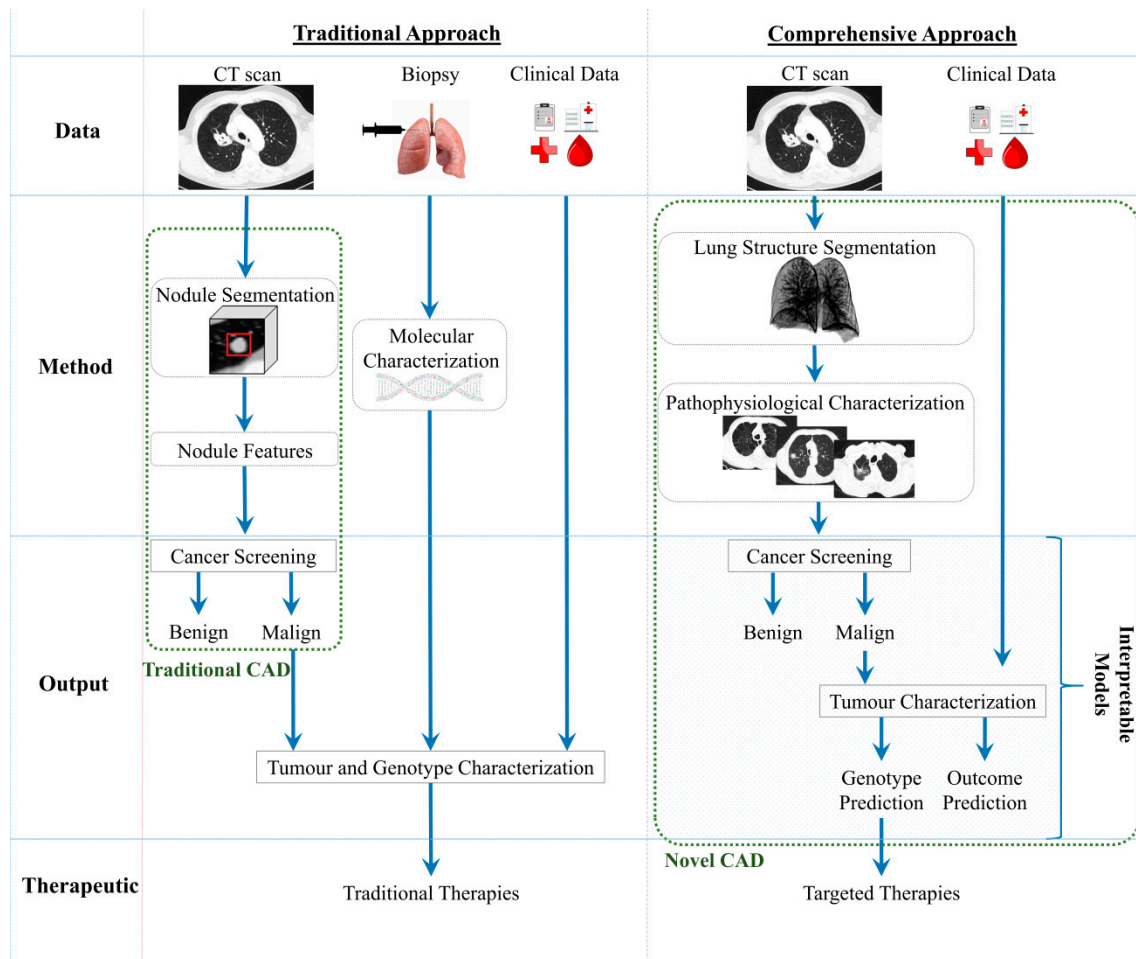 Traditional Approach
Comprehensive Approach
Data
CT scan
Biopsy
Clinical Data
CT scan
Clinical Data
Method
Nodule Segmentation
Nodule Features
Molecular
Characterization
Lung Structure Segmentation
Pathophysiological Characterization
Output
Cancer Screening
Benign
Malign
Traditional CAD
Tumour and Genotype Characterization
Cancer Screening
Benign
Malign
Tumour Characterization
Genotype
Prediction
Outcome
Prediction
Interpretable
Models
Novel CAD
Therapeutic
Traditional Therapies
Targeted Therapies